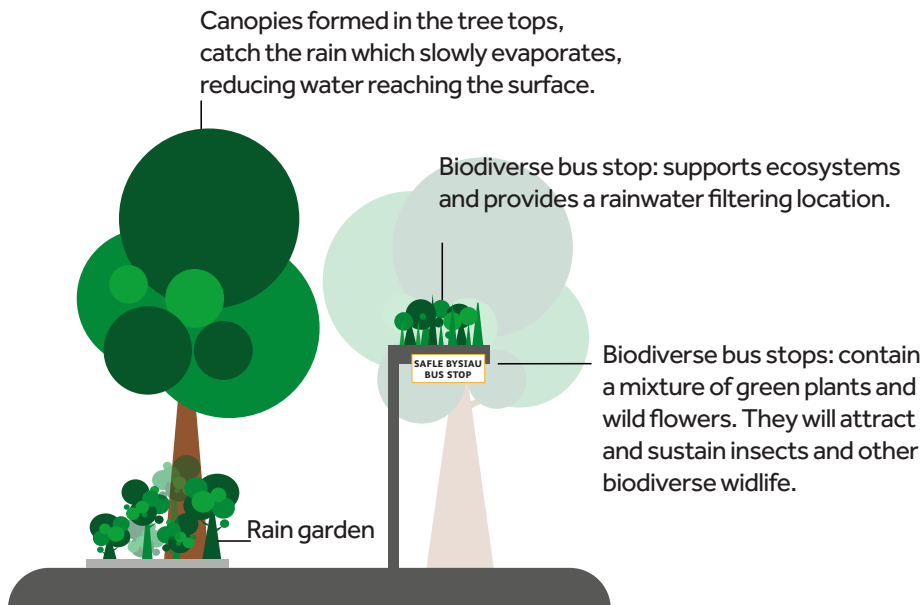 Canopies formed in the tree tops,
catch the rain which slowly evaporates,
reducing water reaching the surface.
Biodiverse bus stop: supports ecosystems
and provides a rainwater filtering location.
SAFLE BYSIAU
BUS STOP
Biodiverse bus stops: contain
a mixture of green plants and
wild flowers. They will attract
and sustain insects and other
biodiverse widlife.
Rain garden